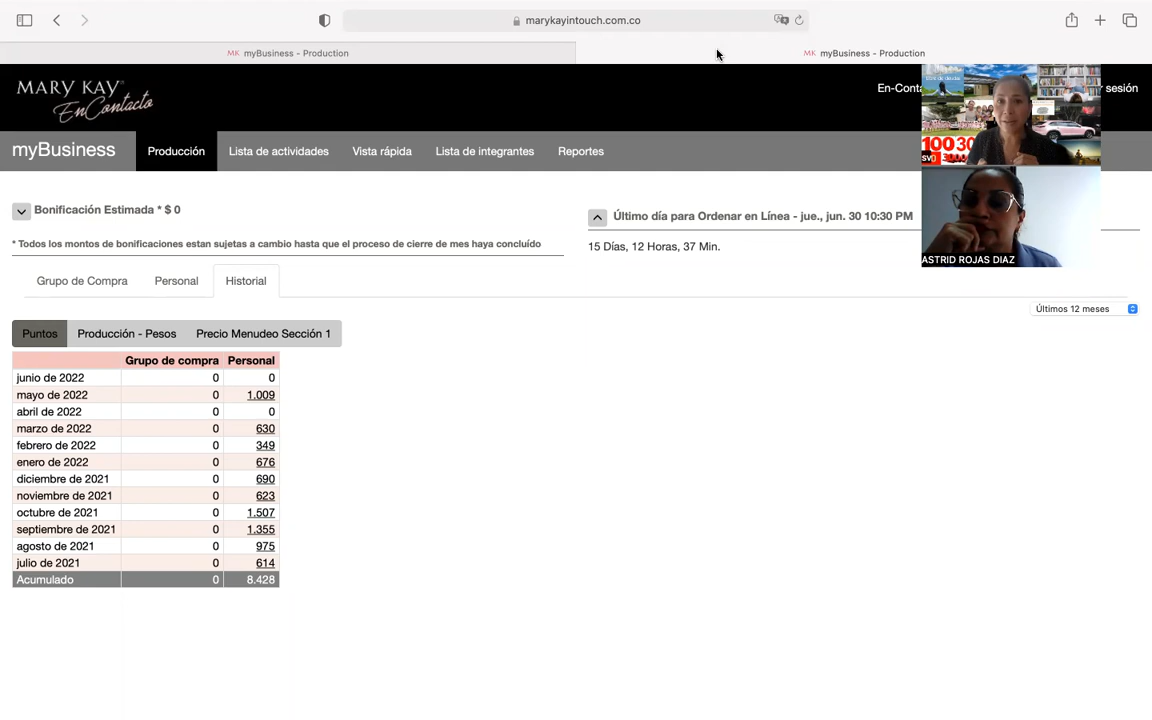 marykayintouch.com.co
MK myBusiness - Production
MK myBusiness - Production
MARY KAY
EnContacto
En-Conta
sesión
myBusiness
Producción
Lista de actividades
Vista rápida
Lista de integrantes
Reportes
Bonificación Estimada * $ 0
* Todos los montos de bonificaciones estan sujetas a cambio hasta que el proceso de cierre de mes haya concluído
Último día para Ordenar en Línea - jue., jun. 30 10:30 PM
15 Días, 12 Horas, 37 Min.
ASTRID ROJAS DIAZ
Grupo de Compra
Personal
Historial
Últimos 12 meses
Puntos
Producción - Pesos
Precio Menudeo Sección 1
Grupo de compra Personal
junio de 2022 0 0
mayo de 2022 0 1.009
abril de 2022 0 0
marzo de 2022 0 630
febrero de 2022 0 349
enero de 2022 0 676
diciembre de 2021 0 690
noviembre de 2021 0 623
octubre de 2021 0 1.507
septiembre de 2021 0 1.355
agosto de 2021 0 975
julio de 2021 0 614
Acumulado 0 8.428